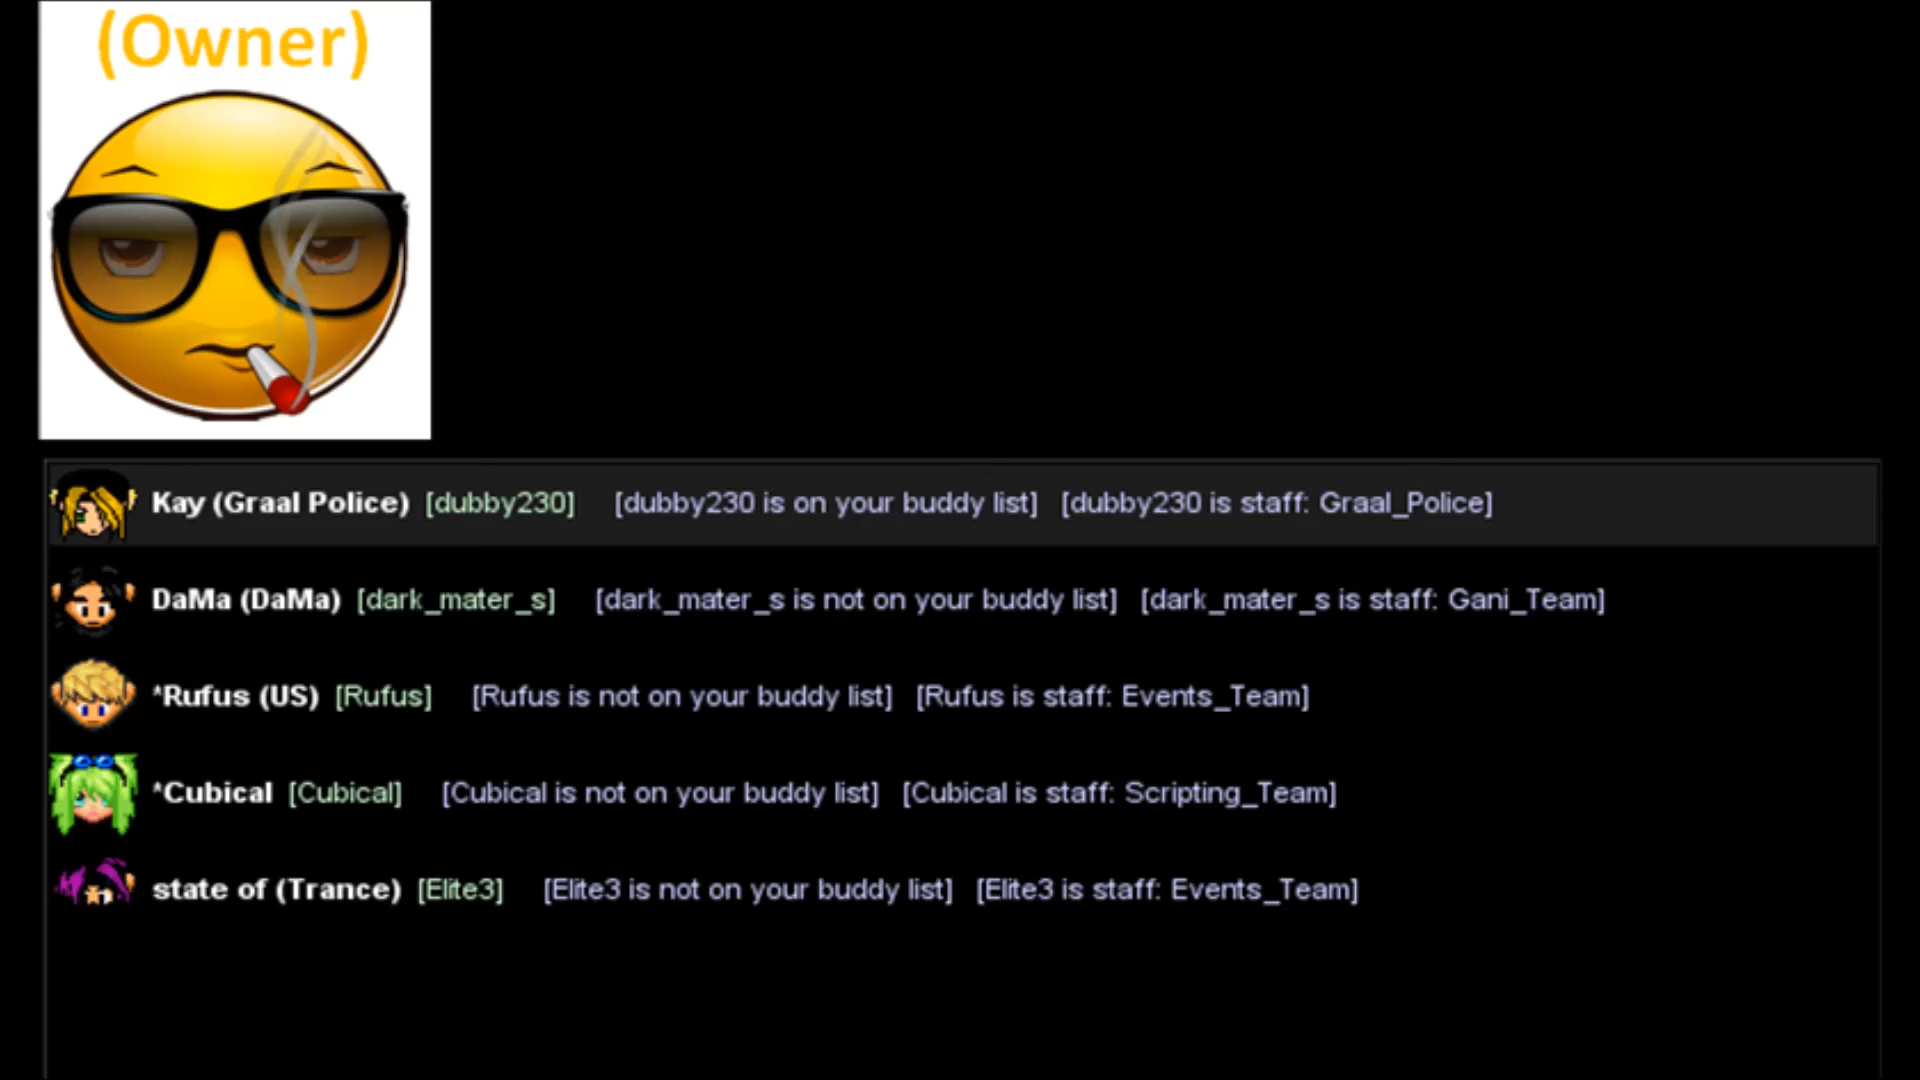 (Owner)
Kay (Graal Police) [dubby230] [dubby230 is on your buddy list] [dubby230 is staff: Graal_Police]
DaMa (DaMa) [dark_mater_s] [dark_mater_s is not on your buddy list] [dark_mater_s is staff: Gani_Team]
*Rufus (US) [Rufus] [Rufus is not on your buddy list] [Rufus is staff: Events_Team]
*Cubical [Cubical] [Cubical is not on your buddy list] [Cubical is staff: Scripting_Team]
state of (Trance) [Elite3] [Elite3 is not on your buddy list] [Elite3 is staff: Events_Team]